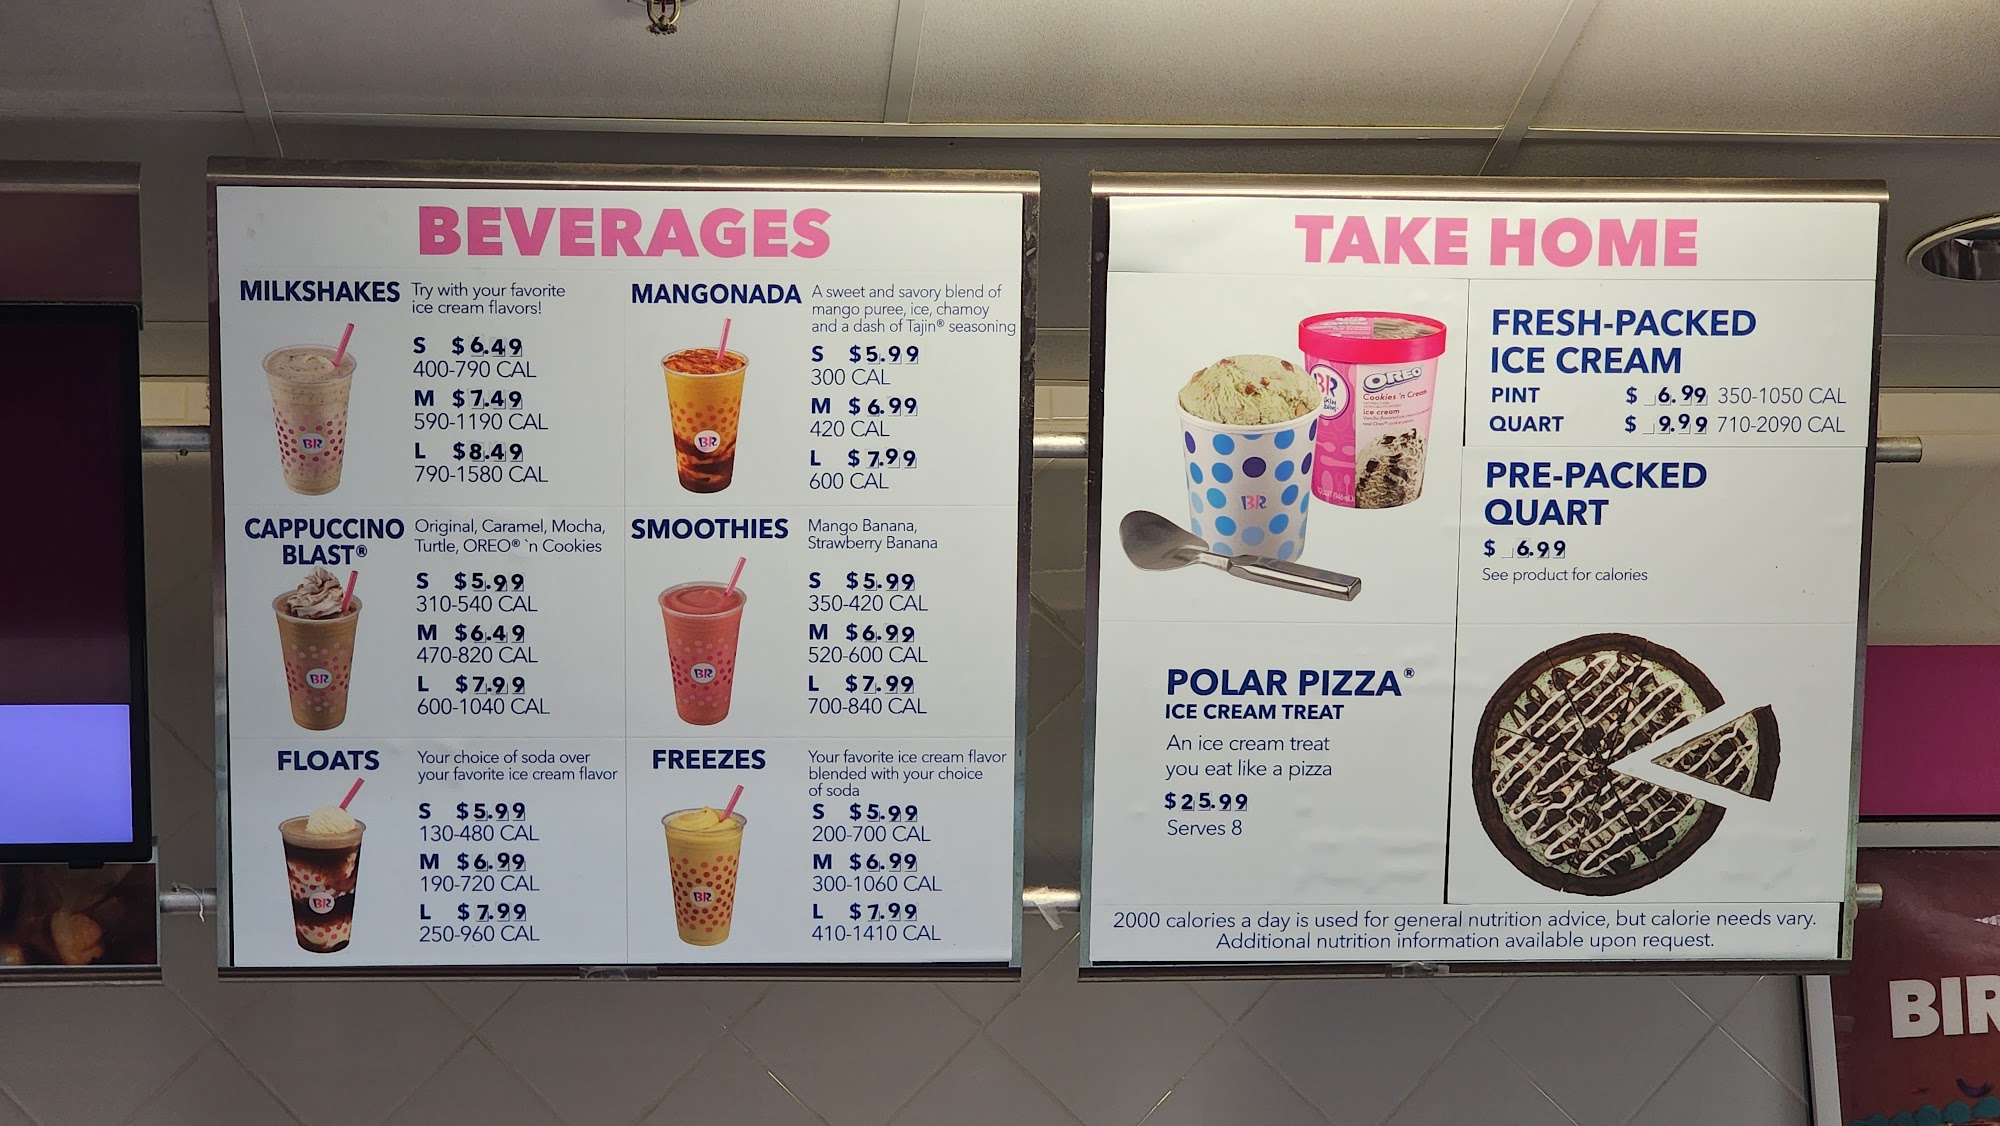 BEVERAGES
MILKSHAKES
Try with your favorite
ice cream flavors!
S $6.49
400-790 CAL
M $7.49
590-1190 CAL
L $8.49
790-1580 CAL
BR
MANGONADA
A sweet and savory blend of
mango puree, ice, chamoy
and a dash of Tajin® seasoning
S $5.99
300 CAL
M $6.99
420 CAL
L $7.99
600 CAL
BR
CAPPUCCINO
BLAST®
Original, Caramel, Mocha,
Turtle, OREO® `n Cookies
S $5.99
310-540 CAL
M $6.49
470-820 CAL
L $7.99
600-1040 CAL
BR
SMOOTHIES
Mango Banana,
Strawberry Banana
S $5.99
350-420 CAL
M $6.99
520-600 CAL
L $7.99
700-840 CAL
BR
FLOATS
Your choice of soda over
your favorite ice cream flavor
S $5.99
130-480 CAL
M $6.99
190-720 CAL
L $7.99
250-960 CAL
BR
FREEZES
Your favorite ice cream flavor
blended with your choice
of soda
S $5.99
200-700 CAL
M $6.99
300-1060 CAL
L $7.99
410-1410 CAL
BR
TAKE HOME
BR
OREO
Cookies 'n Cream
ice cream
BR
FRESH-PACKED
ICE CREAM
PINT $ 6.99 350-1050 CAL
QUART $ 9.99 710-2090 CAL
PRE-PACKED
QUART
$ 6.99
See product for calories
POLAR PIZZA®
ICE CREAM TREAT
An ice cream treat
you eat like a pizza
$25.99
Serves 8
2000 calories a day is used for general nutrition advice, but calorie needs vary.
Additional nutrition information available upon request.
BIR